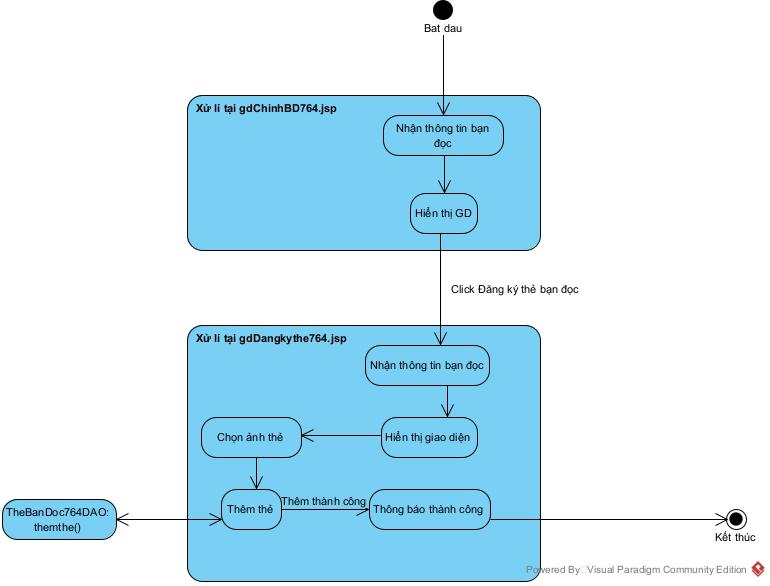 Bat dau
Xử lí tại gdChinhBD764.jsp
Nhận thông tin bạn
đọc
Hiển thị GD
Click Đăng ký thẻ bạn đọc
Xử lí tại gdDangkythe764.jsp
Nhận thông tin bạn đọc
Chọn ảnh thẻ
Hiển thị giao diện
TheBanDoc764DAO:
themthe()
Thêm thẻ
Thêm thành công
Thông báo thành công
Kết thúc
Powered By Visual Paradigm Community Edition